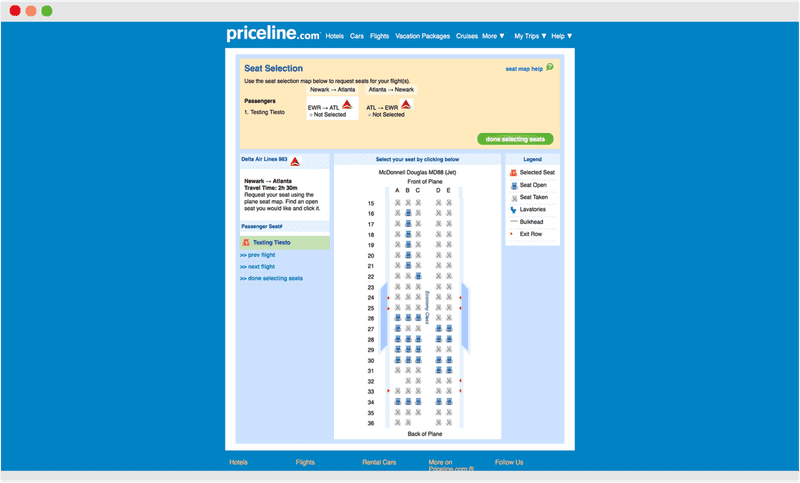 priceline.com
Hotels Cars Flights Vacation Packages Cruises More ▼ My Trips ▼ Help ▼
Seat Selection
seat map help
Use the seat selection map below to request seats for your flight(s).
Newark → Atlanta Atlanta → Newark
Passengers
EWR → ATL ATL → EWR
1. Testing Tiesto
Not Selected Not Selected
done selecting seats
Delta Air Lines 983
Newark → Atlanta
Travel Time: 2h 30m
Request your seat using the
plane seat map. Find an open
seat you would like and click it.
Passenger Seat#
Testing Tiesto
>> prev flight
>> next flight
>> done selecting seats
Select your seat by clicking below
McDonnell Douglas MD88 (Jet)
Front of Plane
A B C D E
15
16
17
18
19
20
21
22
23
24
25
Economy Class
26
27
28
29
30
31
32
33
34
35
36
Back of Plane
Legend
Selected Seat
Seat Open
Seat Taken
Lavatories
Bulkhead
Exit Row
Hotels Flights Rental Cars More on Follow Us
Priceline.com ®